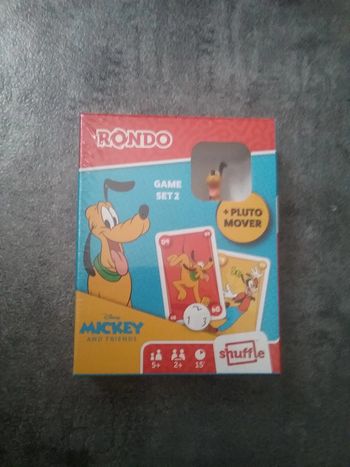 RONDO
GAME
SET 2
+ PLUTO
MOVER
Disney
MICKEY
AND FRIENDS
5+
2+
15'
shuffle